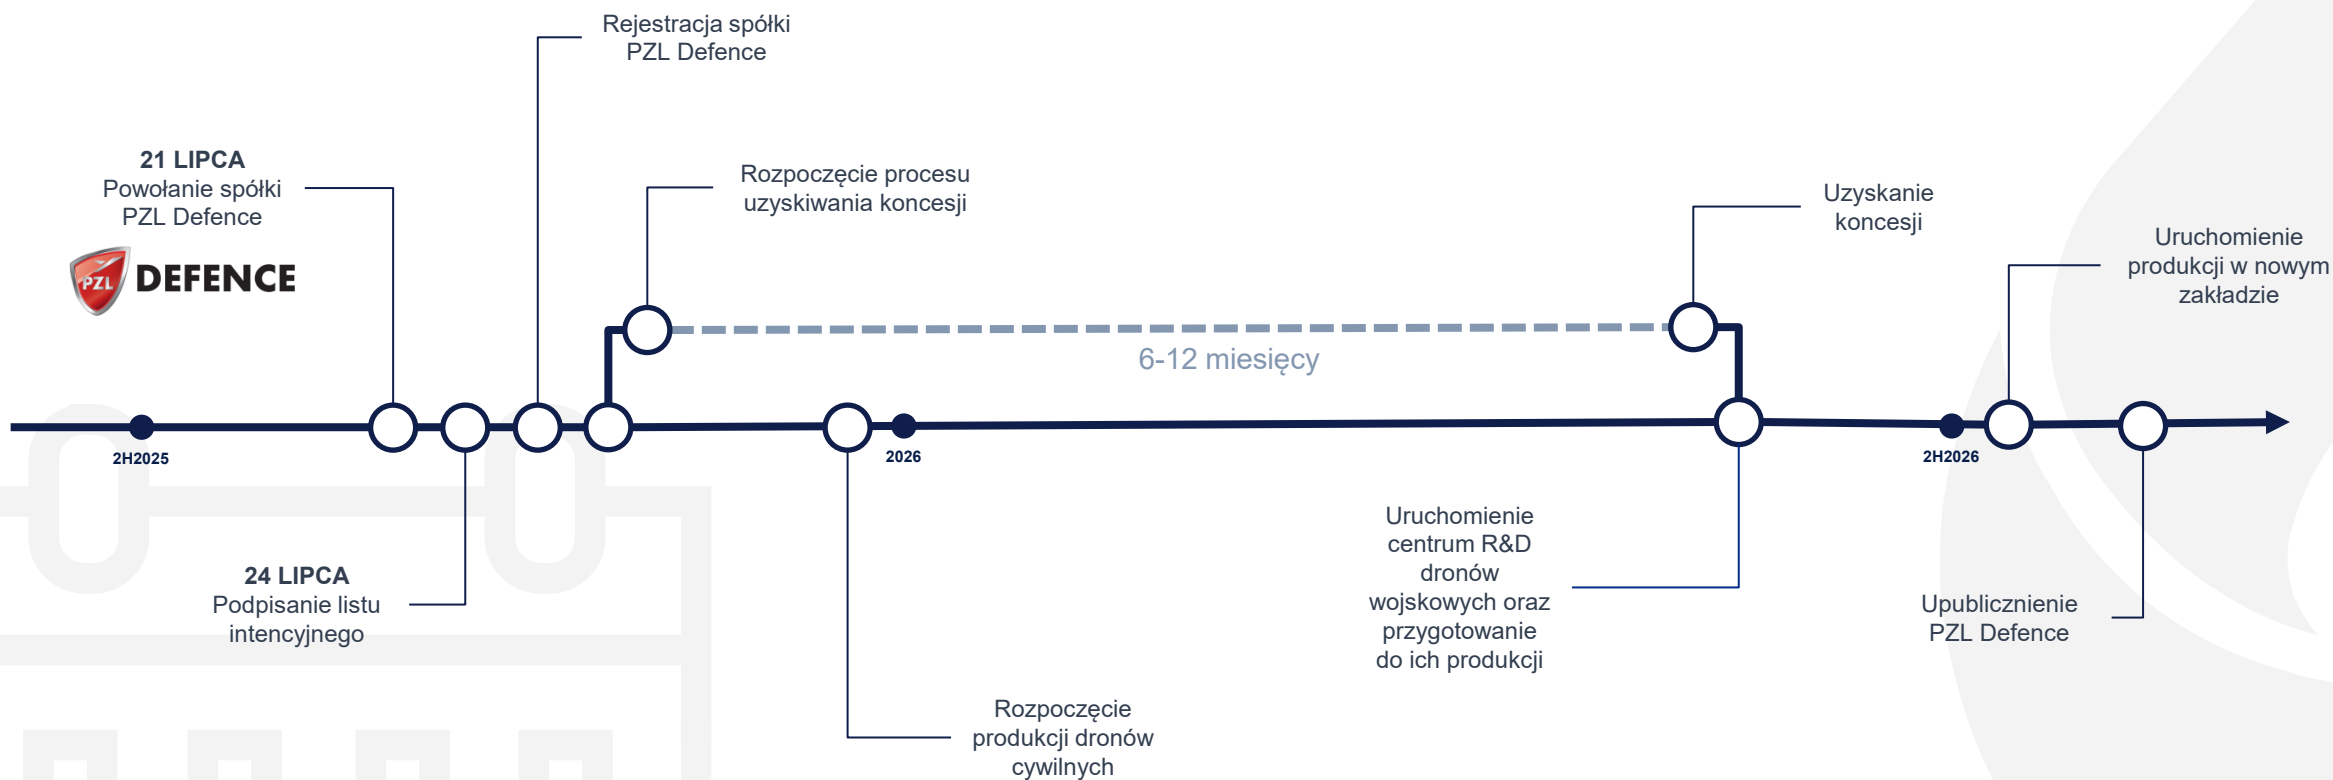 Rejestracja spółki
PZL Defence
21 LIPCA
Powołanie spółki
PZL Defence
PZL DEFENCE
Rozpoczęcie procesu
uzyskiwania koncesji
Uzyskanie
koncesji
Uruchomienie
produkcji w nowym
zakładzie
6-12 miesięcy
2H2025
2026
2H2026
24 LIPCA
Podpisanie listu
intencyjnego
Rozpoczęcie
produkcji dronów
cywilnych
Uruchomienie
centrum R&D
dronów
wojskowych oraz
przygotowanie
do ich produkcji
Upublicznienie
PZL Defence